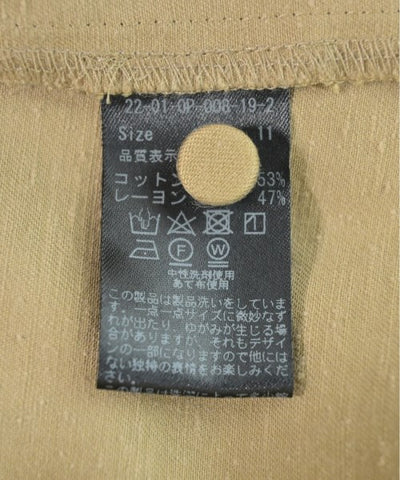 22-01-OP-008-19-2
Size 11
品質表示
コットン 53%
レーヨン 47%
F W
中性洗剤使用
あて布使用
この製品は製品洗いをしていま
す。一点一点サイズに微妙なず
れが出たり、ゆがみが生じる場
合がありますが、それもデザイ
ンの一部になりますので他には
ない独特の表情をお楽しみくだ
さい。